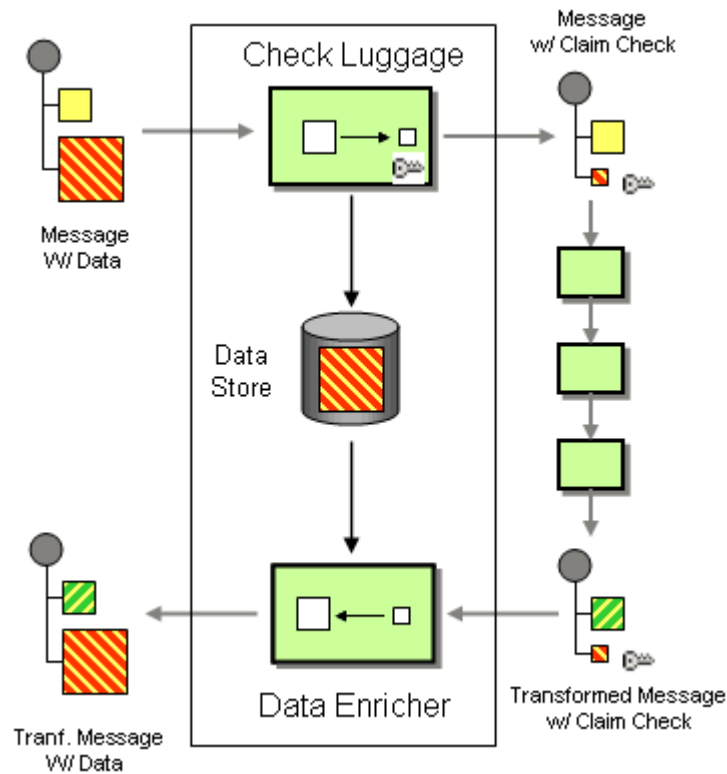 Check Luggage
Message
w/ Claim Check
Message
W/ Data
Data
Store
Data Enricher
Tranf. Message
W/ Data
Transformed Message
w/ Claim Check